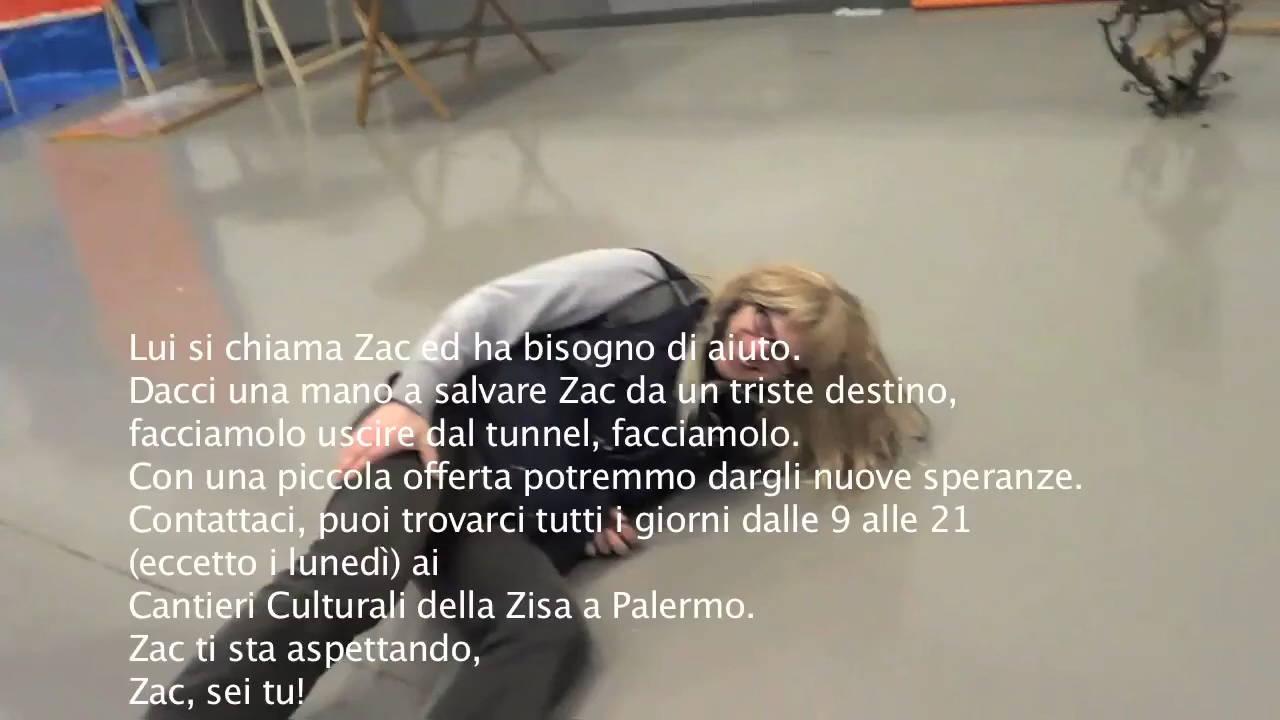 Lui si chiama Zac ed ha bisogno di aiuto.
Dacci una mano a salvare Zac da un triste destino,
facciamolo uscire dal tunnel, facciamolo.
Con una piccola offerta potremmo dargli nuove speranze.
Contattaci, puoi trovarci tutti i giorni dalle 9 alle 21
(eccetto i lunedì) ai
Cantieri Culturali della Zisa a Palermo.
Zac ti sta aspettando,
Zac, sei tu!